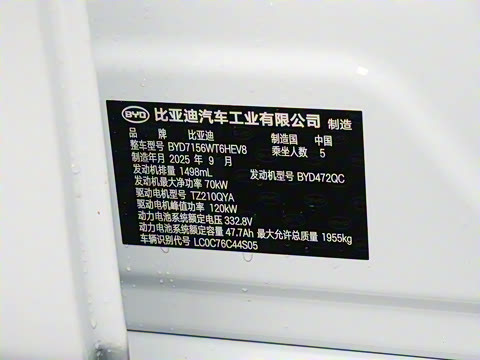 BYD 比亚迪汽车工业有限公司 制造
品 牌 比亚迪 制造国 中国
整车型号 BYD7156WT6HEV8 乘坐人数 5
制造年月 2025 年 9 月
发动机排量 1498mL 发动机型号 BYD472QC
发动机最大净功率 70kW
驱动电机型号 TZ210QYA
驱动电机峰值功率 120kW
动力电池系统额定电压 332.8V
动力电池系统额定容量 47.7Ah 最大允许总质量 1955kg
车辆识别代号 LC0C76C44S05